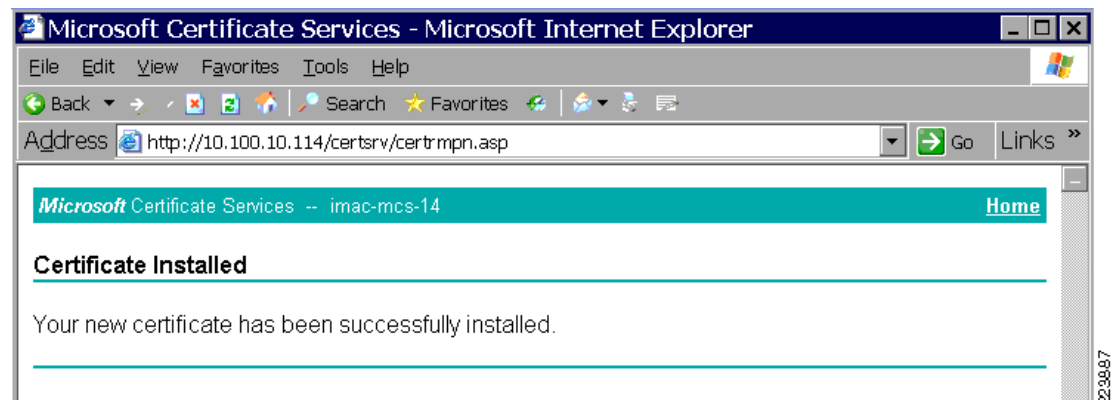 Microsoft Certificate Services - Microsoft Internet Explorer
File Edit View Favorites Tools Help
Back Search Favorites
Address http://10.100.10.114/certsrv/certrmpn.asp Go Links »
Microsoft Certificate Services -- imac-mcs-14 Home
Certificate Installed
Your new certificate has been successfully installed.
223887